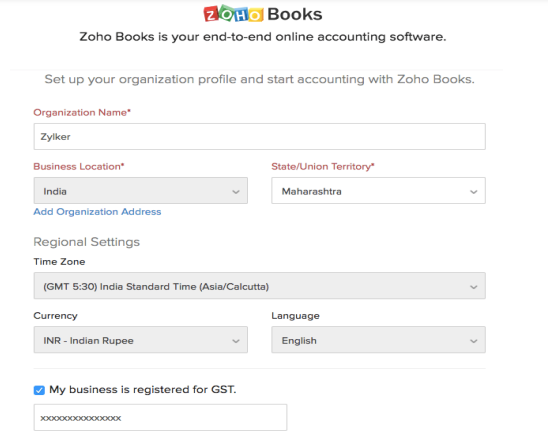 ZOHO Books
Zoho Books is your end-to-end online accounting software.
Set up your organization profile and start accounting with Zoho Books.
Organization Name*
Zylker
Business Location* State/Union Territory*
India Maharashtra
Add Organization Address
Regional Settings
Time Zone
(GMT 5:30) India Standard Time (Asia/Calcutta)
Currency Language
INR - Indian Rupee English
My business is registered for GST.
xxxxxxxxxxxxxxx